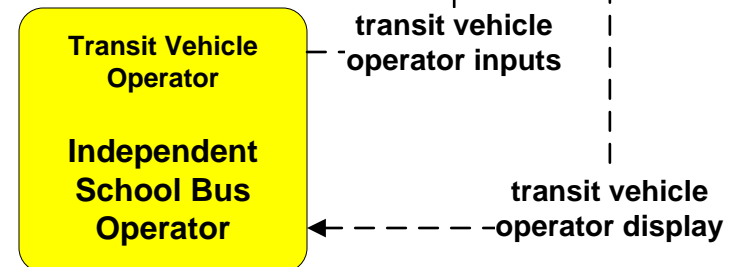 Transit Vehicle
Operator
Independent
School Bus
Operator
transit vehicle
operator inputs
transit vehicle
operator display